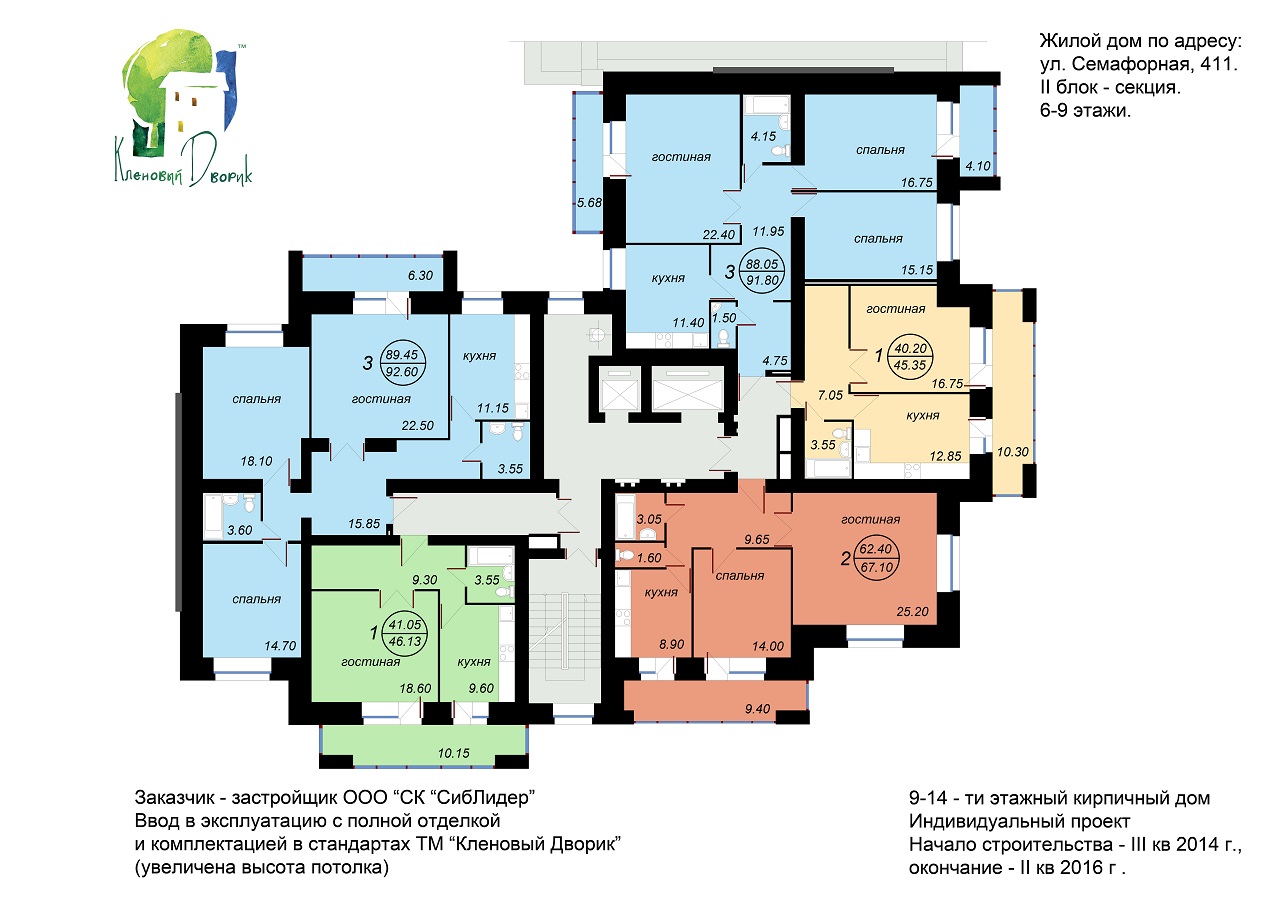 Кленовый Дворик
™
Жилой дом по адресу:
ул. Семафорная, 411.
II блок - секция.
6-9 этажи.
гостиная
22.40
5.68
4.15
спальня
16.75
4.10
спальня
15.15
11.95
3
88.05
91.80
кухня
11.40
1.50
4.75
6.30
спальня
18.10
3
89.45
92.60
гостиная
22.50
кухня
11.15
3.55
15.85
3.60
спальня
14.70
гостиная
1
40.20
45.35
16.75
7.05
кухня
12.85
3.55
10.30
9.30
3.55
1
41.05
46.13
гостиная
18.60
кухня
9.60
10.15
3.05
1.60
9.65
гостиная
2
62.40
67.10
25.20
спальня
14.00
кухня
8.90
9.40
Заказчик - застройщик ООО “СК “СибЛидер”
Ввод в эксплуатацию с полной отделкой
и комплектацией в стандартах ТМ “Кленовый Дворик”
(увеличена высота потолка)
9-14 - ти этажный кирпичный дом
Индивидуальный проект
Начало строительства - III кв 2014 г.,
окончание - II кв 2016 г .